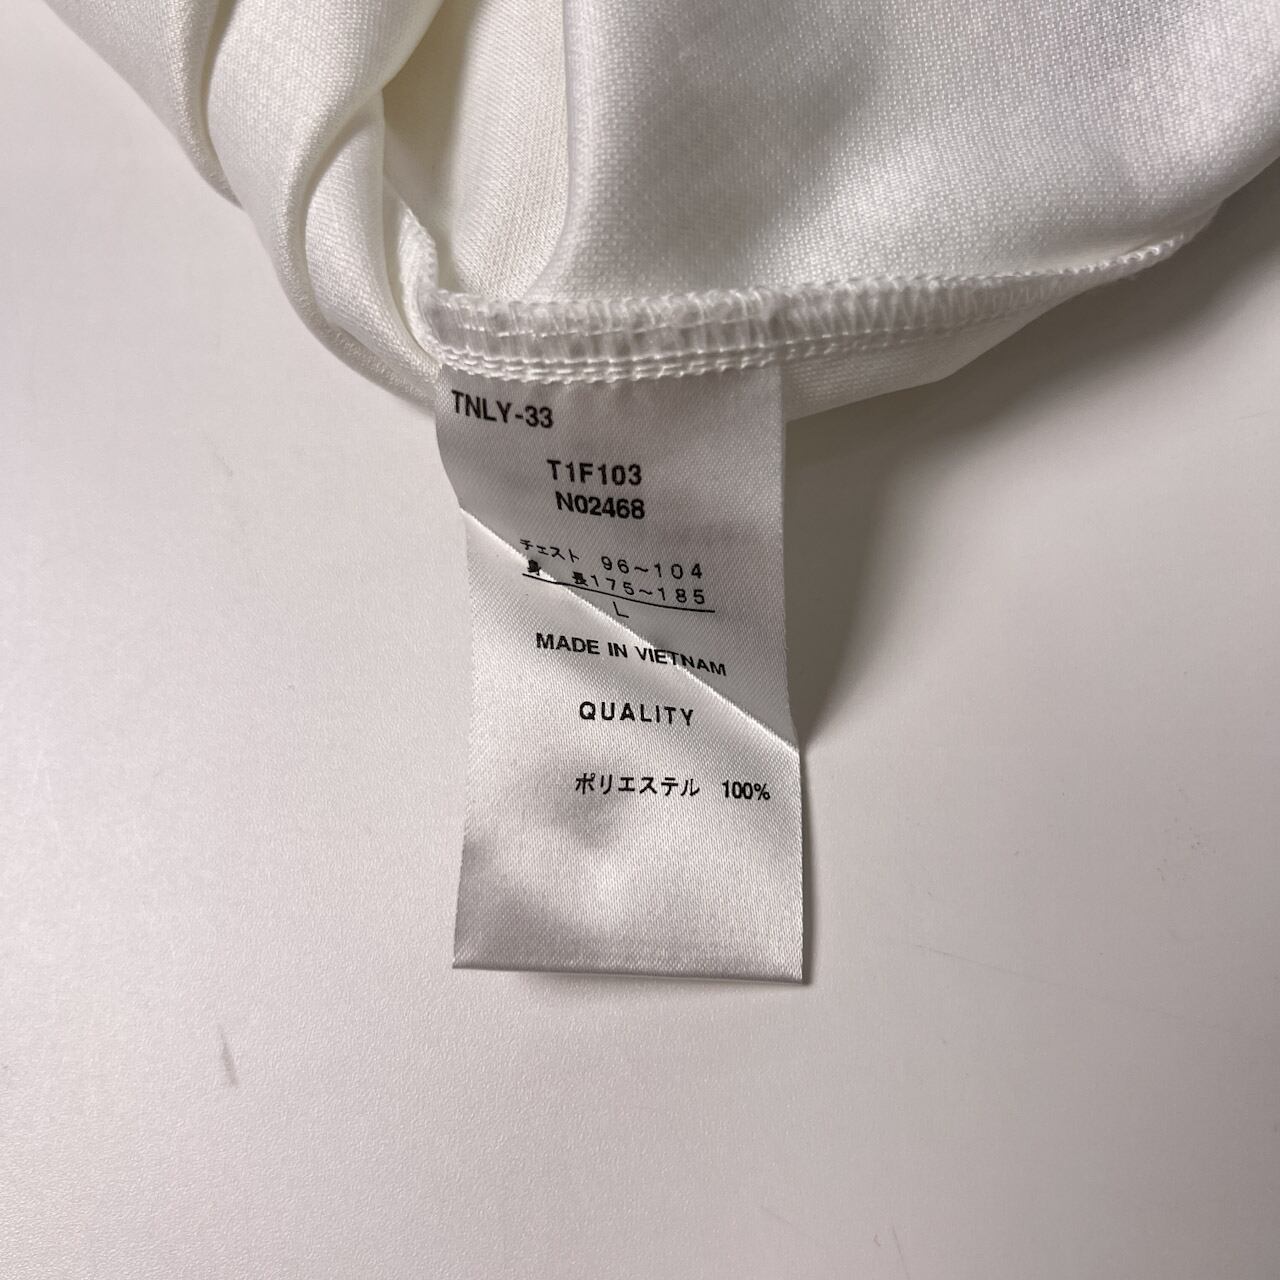 TNLY-33
T1F103
N02468
チェスト 96~104
身 長175~185
L
MADE IN VIETNAM
QUALITY
ポリエステル 100%